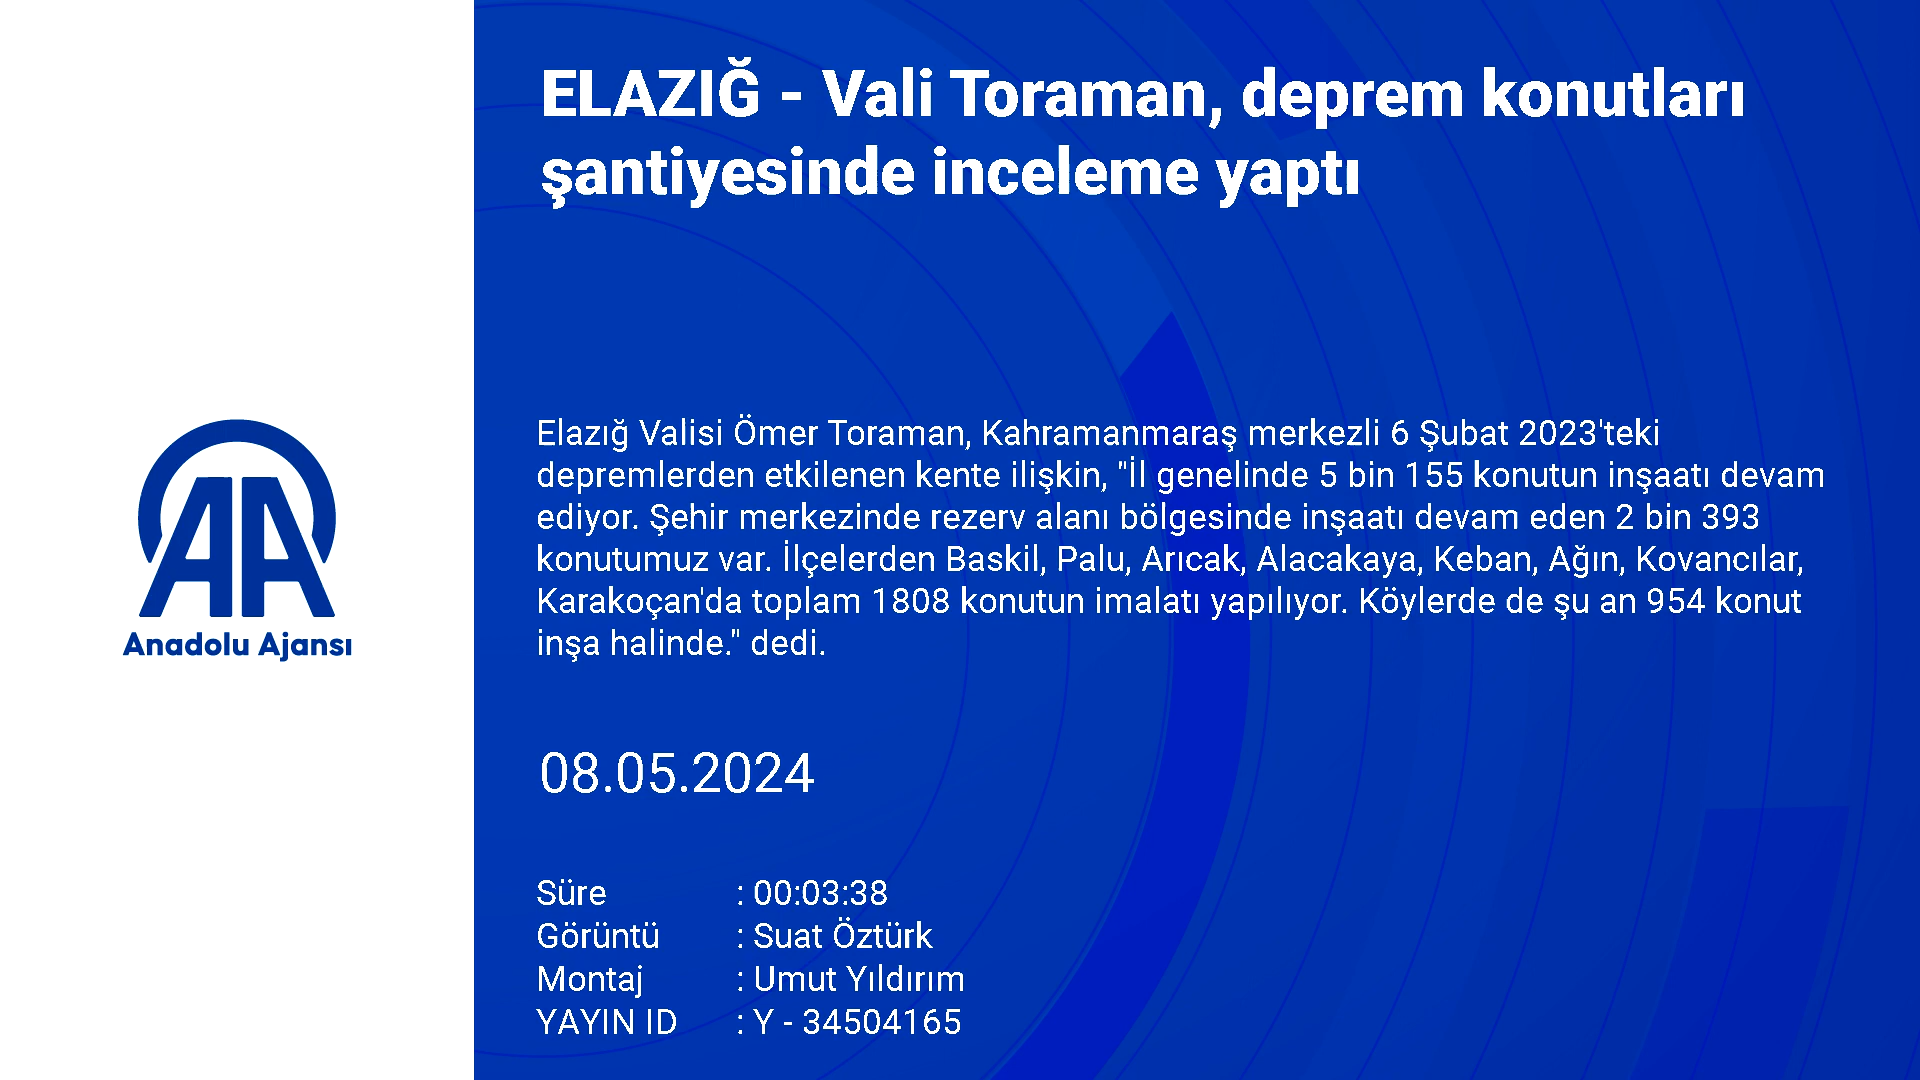 ELAZIĞ - Vali Toraman, deprem konutları
şantiyesinde inceleme yaptı
Elazığ Valisi Ömer Toraman, Kahramanmaraş merkezli 6 Şubat 2023'teki
depremlerden etkilenen kente ilişkin, "İl genelinde 5 bin 155 konutun inşaatı devam
ediyor. Şehir merkezinde rezerv alanı bölgesinde inşaatı devam eden 2 bin 393
konutumuz var. İlçelerden Baskil, Palu, Arıcak, Alacakaya, Keban, Ağın, Kovancılar,
Karakoçan'da toplam 1808 konutun imalatı yapılıyor. Köylerde de şu an 954 konut
inşa halinde." dedi.
AA
Anadolu Ajansı
08.05.2024
Süre : 00:03:38
Görüntü : Suat Öztürk
Montaj : Umut Yıldırım
YAYIN ID : Y - 34504165